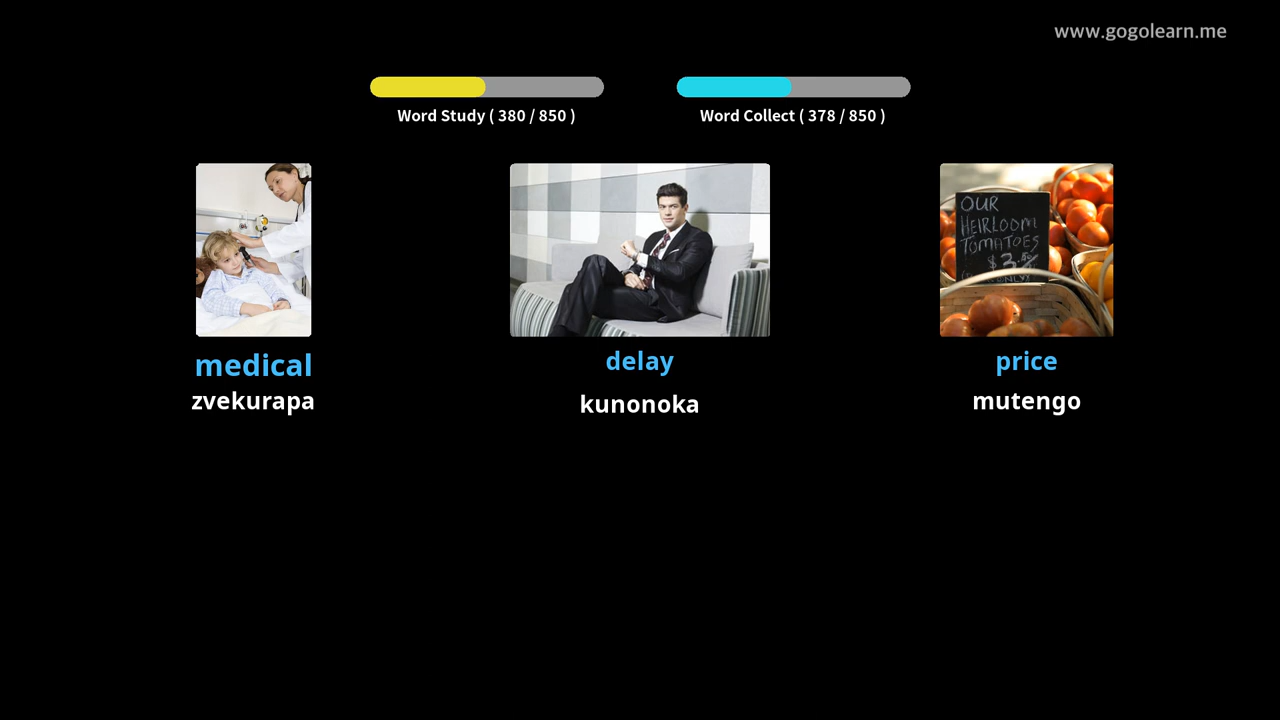 www.gogolearn.me
Word Study ( 380 / 850 )
Word Collect ( 378 / 850 )
OUR
HEIRLOOM
TOMATOES
$3.
medical
delay
price
zvekurapa
kunonoka
mutengo